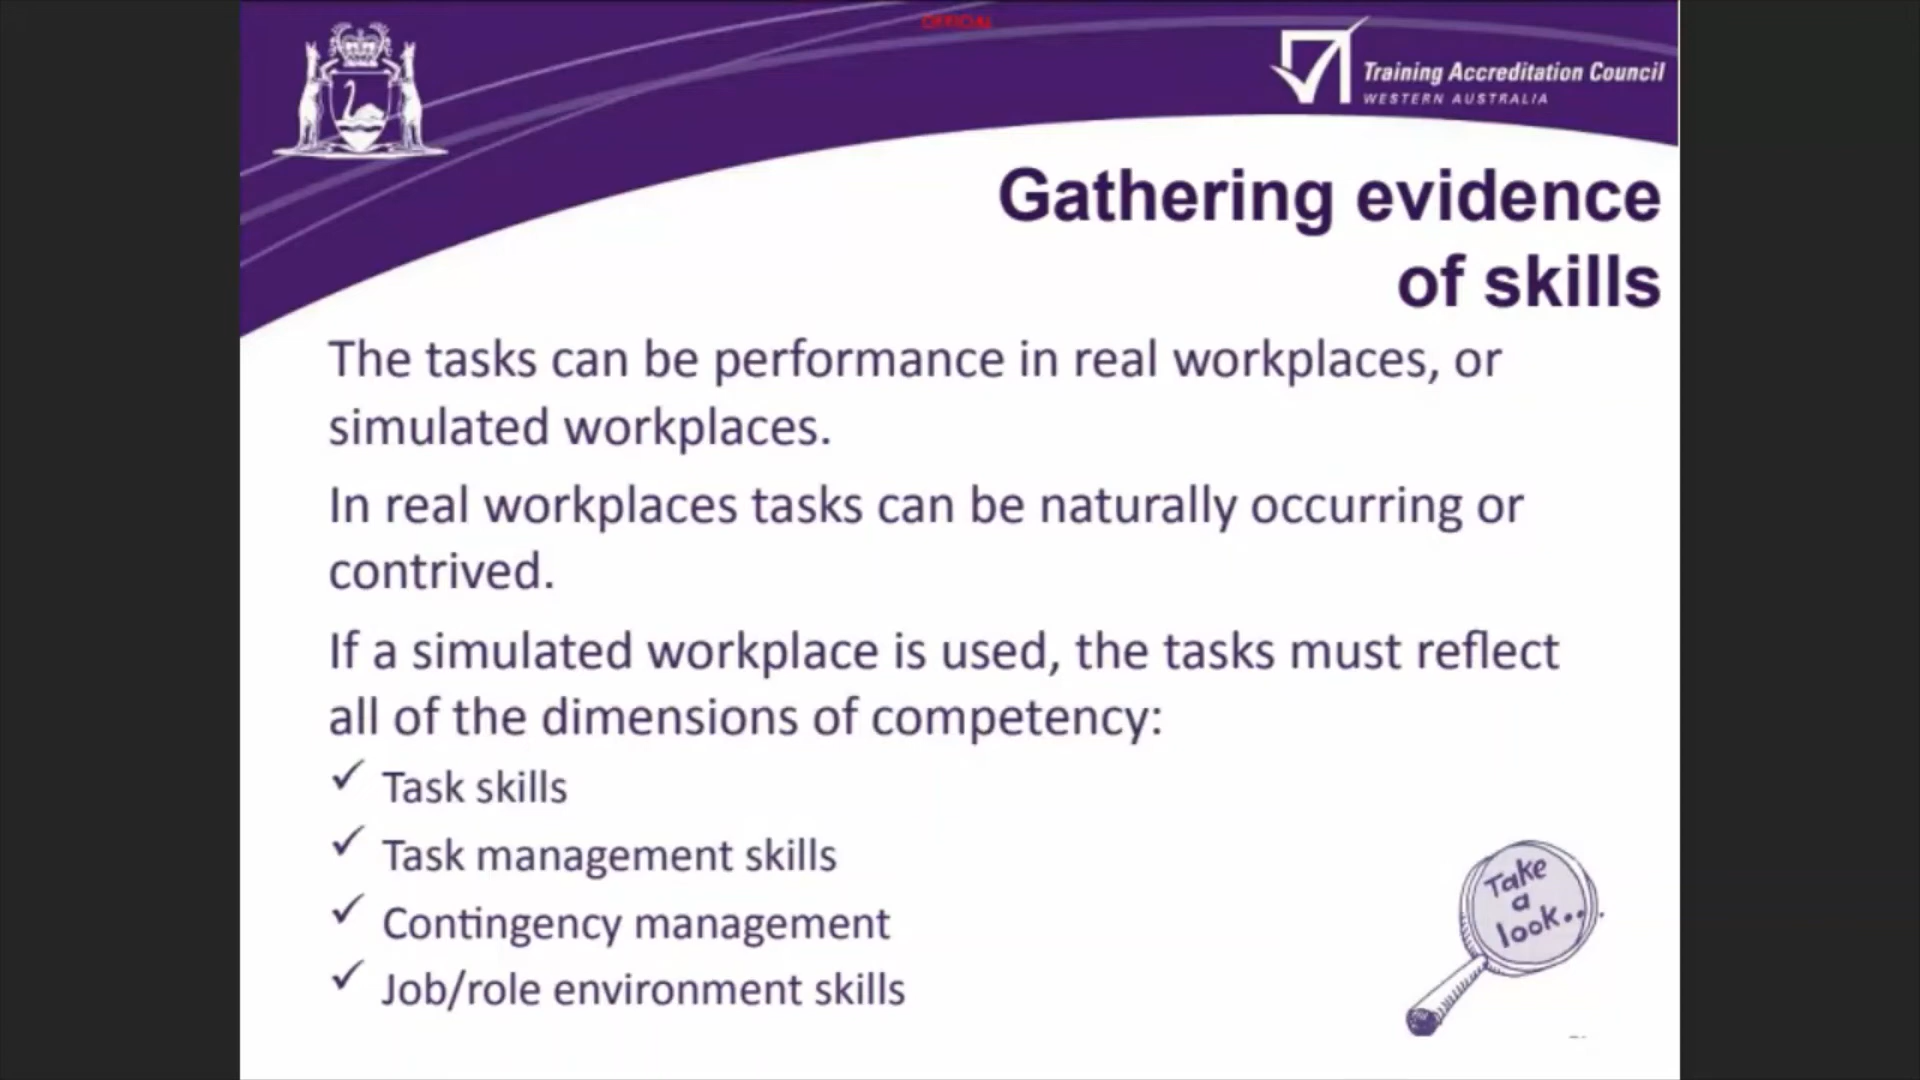 OFFICIAL
Training Accreditation Council
WESTERN AUSTRALIA
Gathering evidence
of skills
The tasks can be performance in real workplaces, or
simulated workplaces.
In real workplaces tasks can be naturally occurring or
contrived.
If a simulated workplace is used, the tasks must reflect
all of the dimensions of competency:
✓ Task skills
✓ Task management skills
✓ Contingency management
✓ Job/role environment skills
Take
a
look...